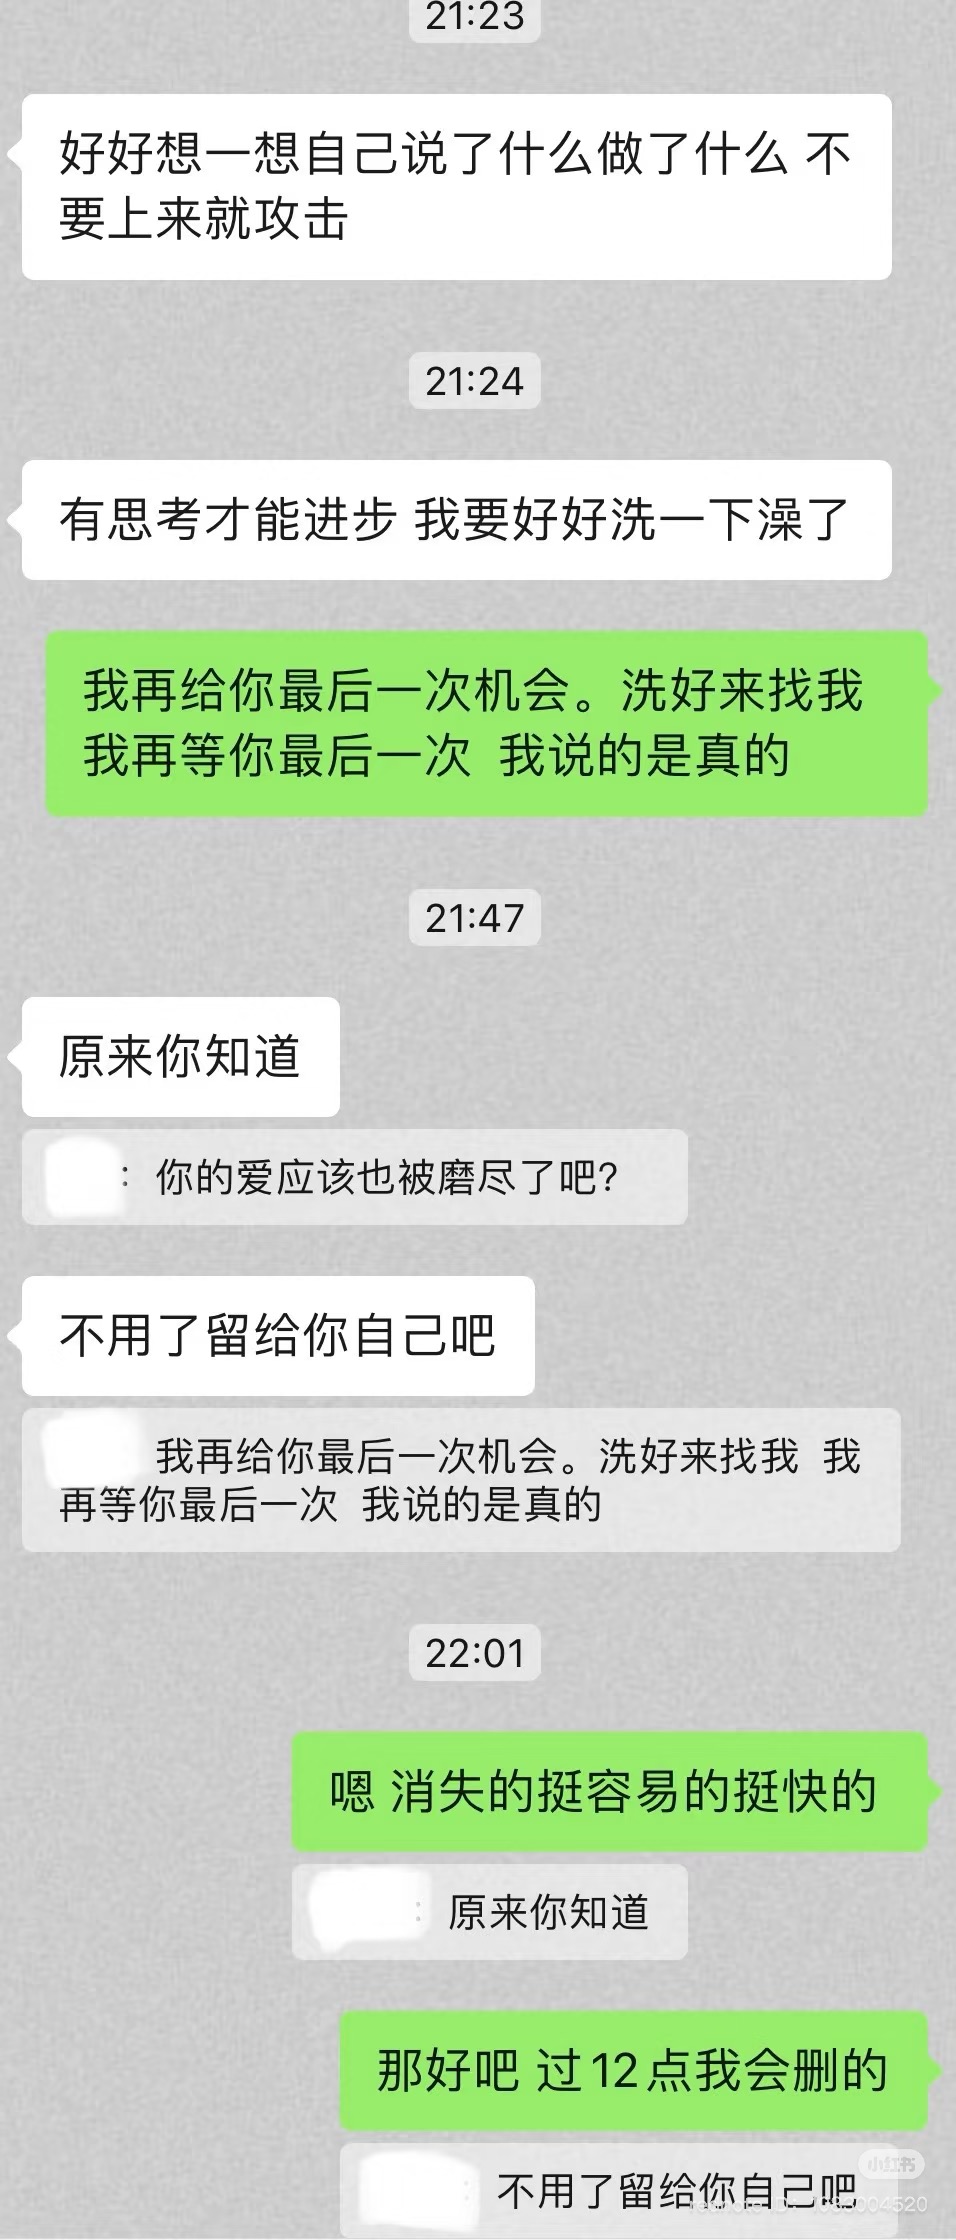 21:23
好好想一想自己说了什么做了什么 不
要上来就攻击
21:24
有思考才能进步 我要好好洗一下澡了
我再给你最后一次机会。洗好来找我
我再等你最后一次 我说的是真的
21:47
原来你知道
: 你的爱应该也被磨尽了吧?
不用了留给你自己吧
我再给你最后一次机会。洗好来找我 我
再等你最后一次 我说的是真的
22:01
嗯 消失的挺容易的挺快的
: 原来你知道
那好吧 过12点我会删的
小红书
: 不用了留给你自己吧